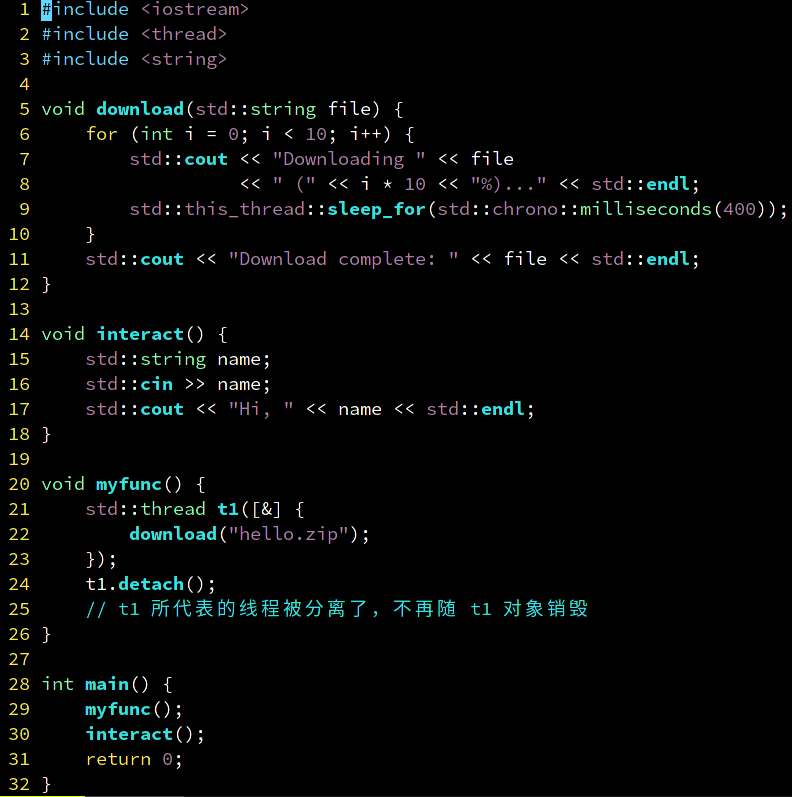 1 #include <iostream>
2 #include <thread>
3 #include <string>
4
5 void download(std::string file) {
6     for (int i = 0; i < 10; i++) {
7         std::cout << "Downloading " << file
8                   << " (" << i * 10 << "%)..." << std::endl;
9         std::this_thread::sleep_for(std::chrono::milliseconds(400));
10     }
11     std::cout << "Download complete: " << file << std::endl;
12 }
13
14 void interact() {
15     std::string name;
16     std::cin >> name;
17     std::cout << "Hi, " << name << std::endl;
18 }
19
20 void myfunc() {
21     std::thread t1([&] {
22         download("hello.zip");
23     });
24     t1.detach();
25     // t1 所代表的线程被分离了，不再随 t1 对象销毁
26 }
27
28 int main() {
29     myfunc();
30     interact();
31     return 0;
32 }